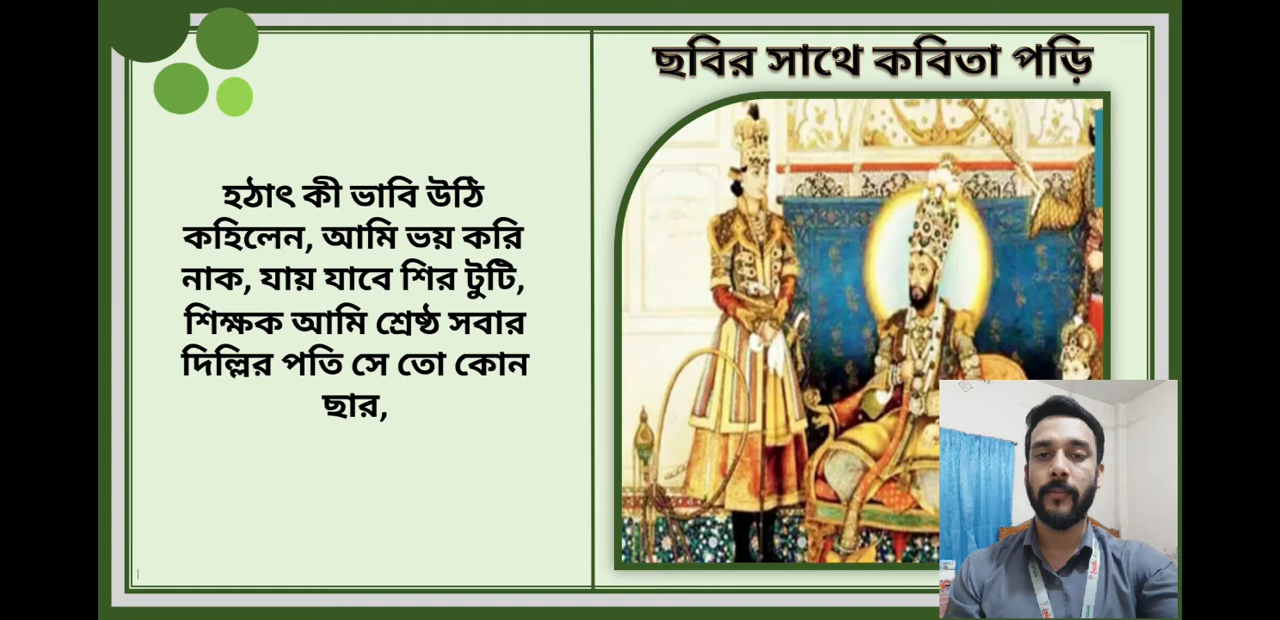 ছবির সাথে কবিতা পড়ি
হঠাৎ কী ভাবি উঠি
কহিলেন, আমি ভয় করি
নাক, যায় যাবে শির টুটি,
শিক্ষক আমি শ্রেষ্ঠ সবার
দিল্লির পতি সে তো কোন
ছার,